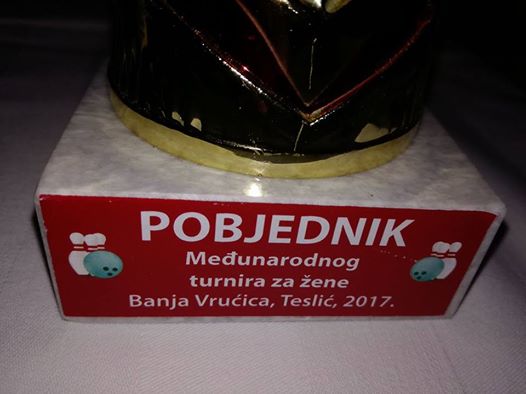 POBJEDNIK
Međunarodnog
turnira za žene
Banja Vrućica, Teslić, 2017.